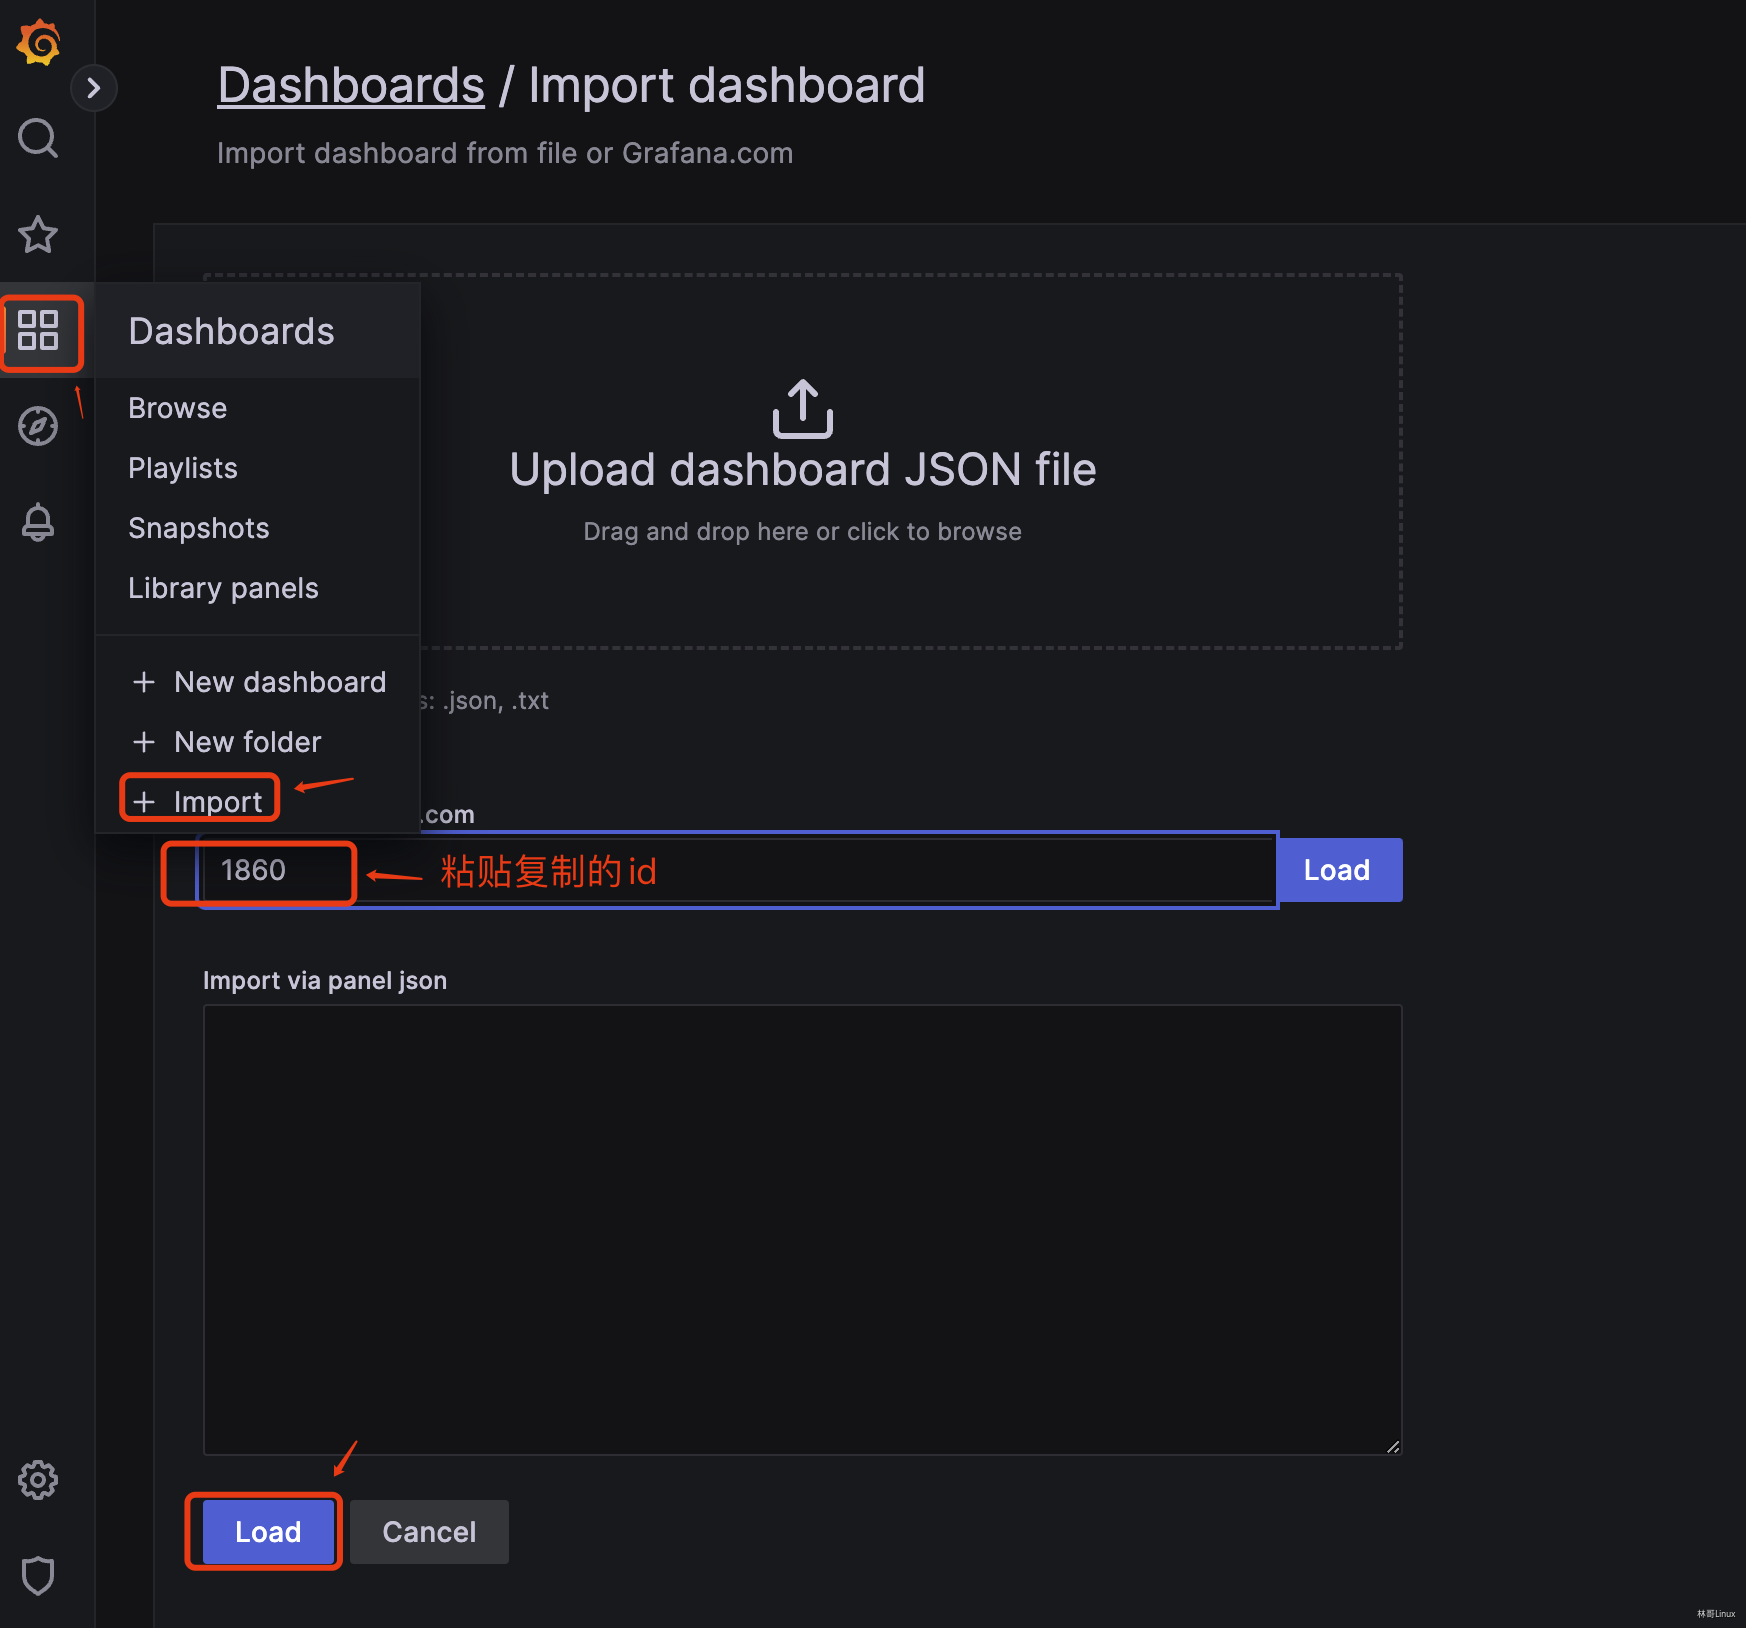 Dashboards / Import dashboard
Import dashboard from file or Grafana.com
Dashboards
Browse
Playlists
Snapshots
Library panels
+ New dashboard
+ New folder
+ Import
Upload dashboard JSON file
Drag and drop here or click to browse
s: .json, .txt
.com
1860
粘贴复制的id
Load
Import via panel json
Load
Cancel
林哥Linux